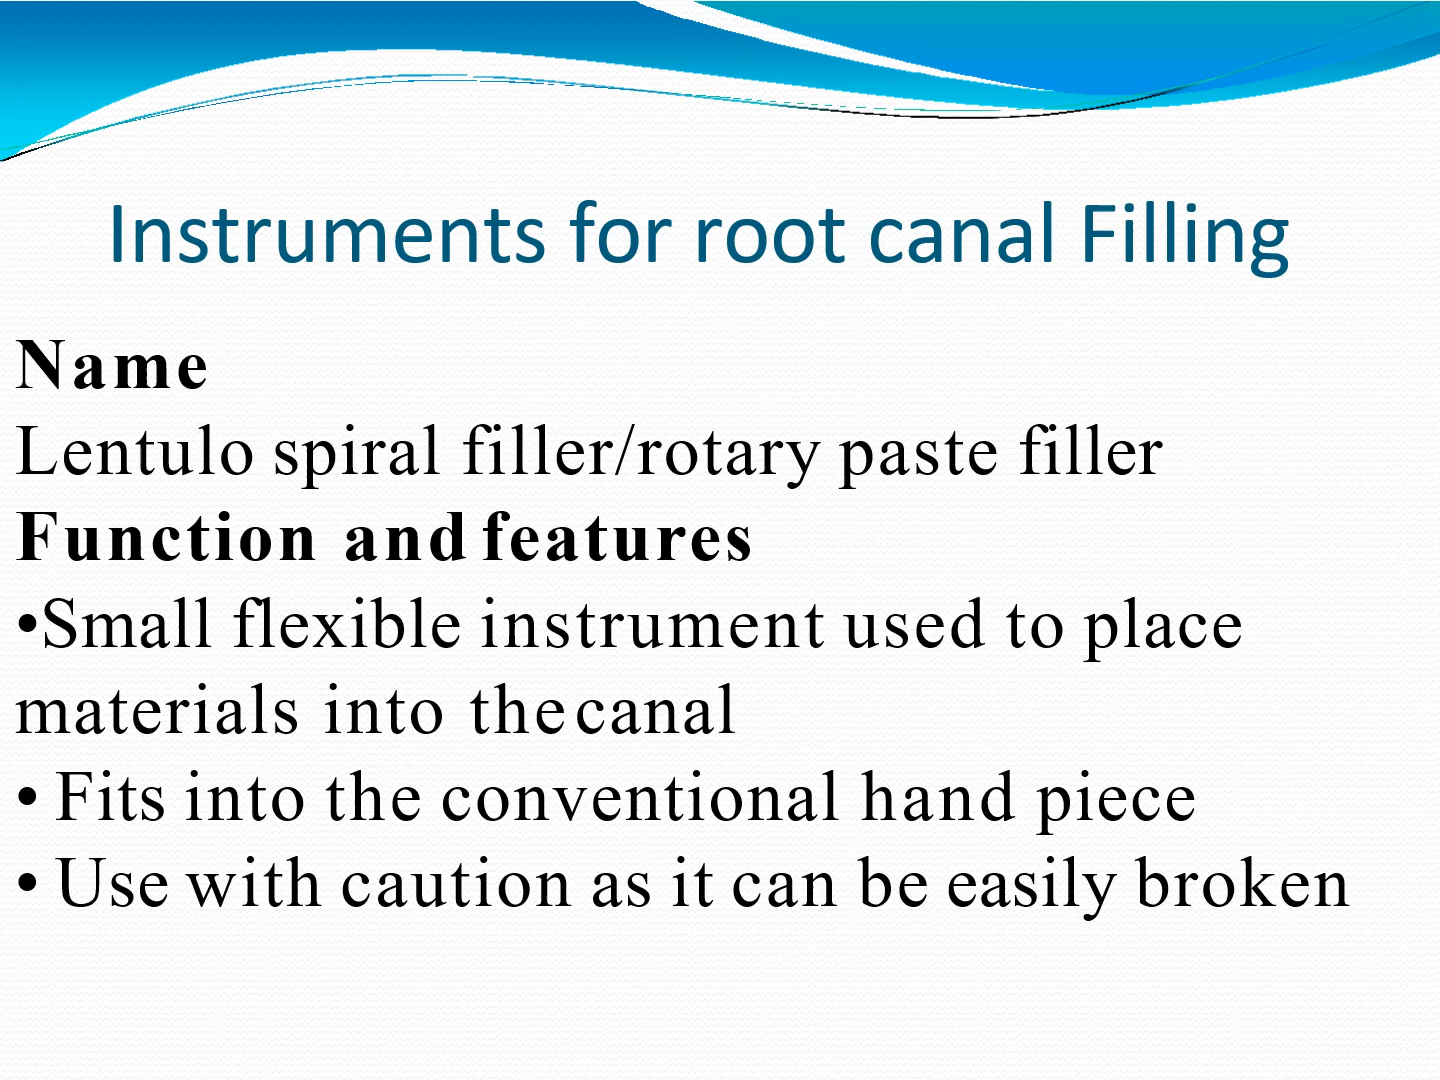 Instruments for root canal Filling
Name
Lentulo spiral filler/rotary paste filler
Function and features
•Small flexible instrument used to place
materials into the canal
• Fits into the conventional hand piece
• Use with caution as it can be easily broken